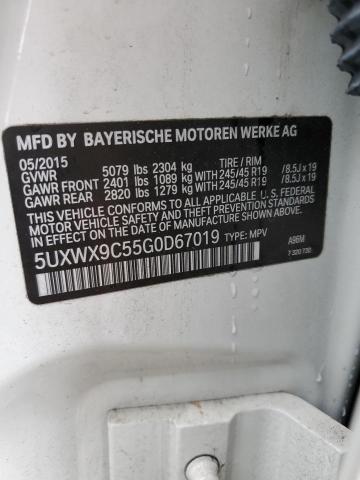 MFD BY BAYERISCHE MOTOREN WERKE AG
05/2015 TIRE / RIM
GVWR 5079 lbs 2304 kg
GAWR FRONT 2401 lbs 1089 kg WITH 245/45 R19 / 8.5J x 19
GAWR REAR 2820 lbs 1279 kg WITH 245/45 R19 / 8.5J x 19
THIS VEHICLE CONFORMS TO ALL APPLICABLE U.S. FEDERAL
MOTOR VEHICLE SAFETY STANDARDS IN EFFECT ON THE
DATE OF MANUFACTURE SHOWN ABOVE.
5UXWX9C55G0D67019 TYPE: MPV A96M
7 320 730